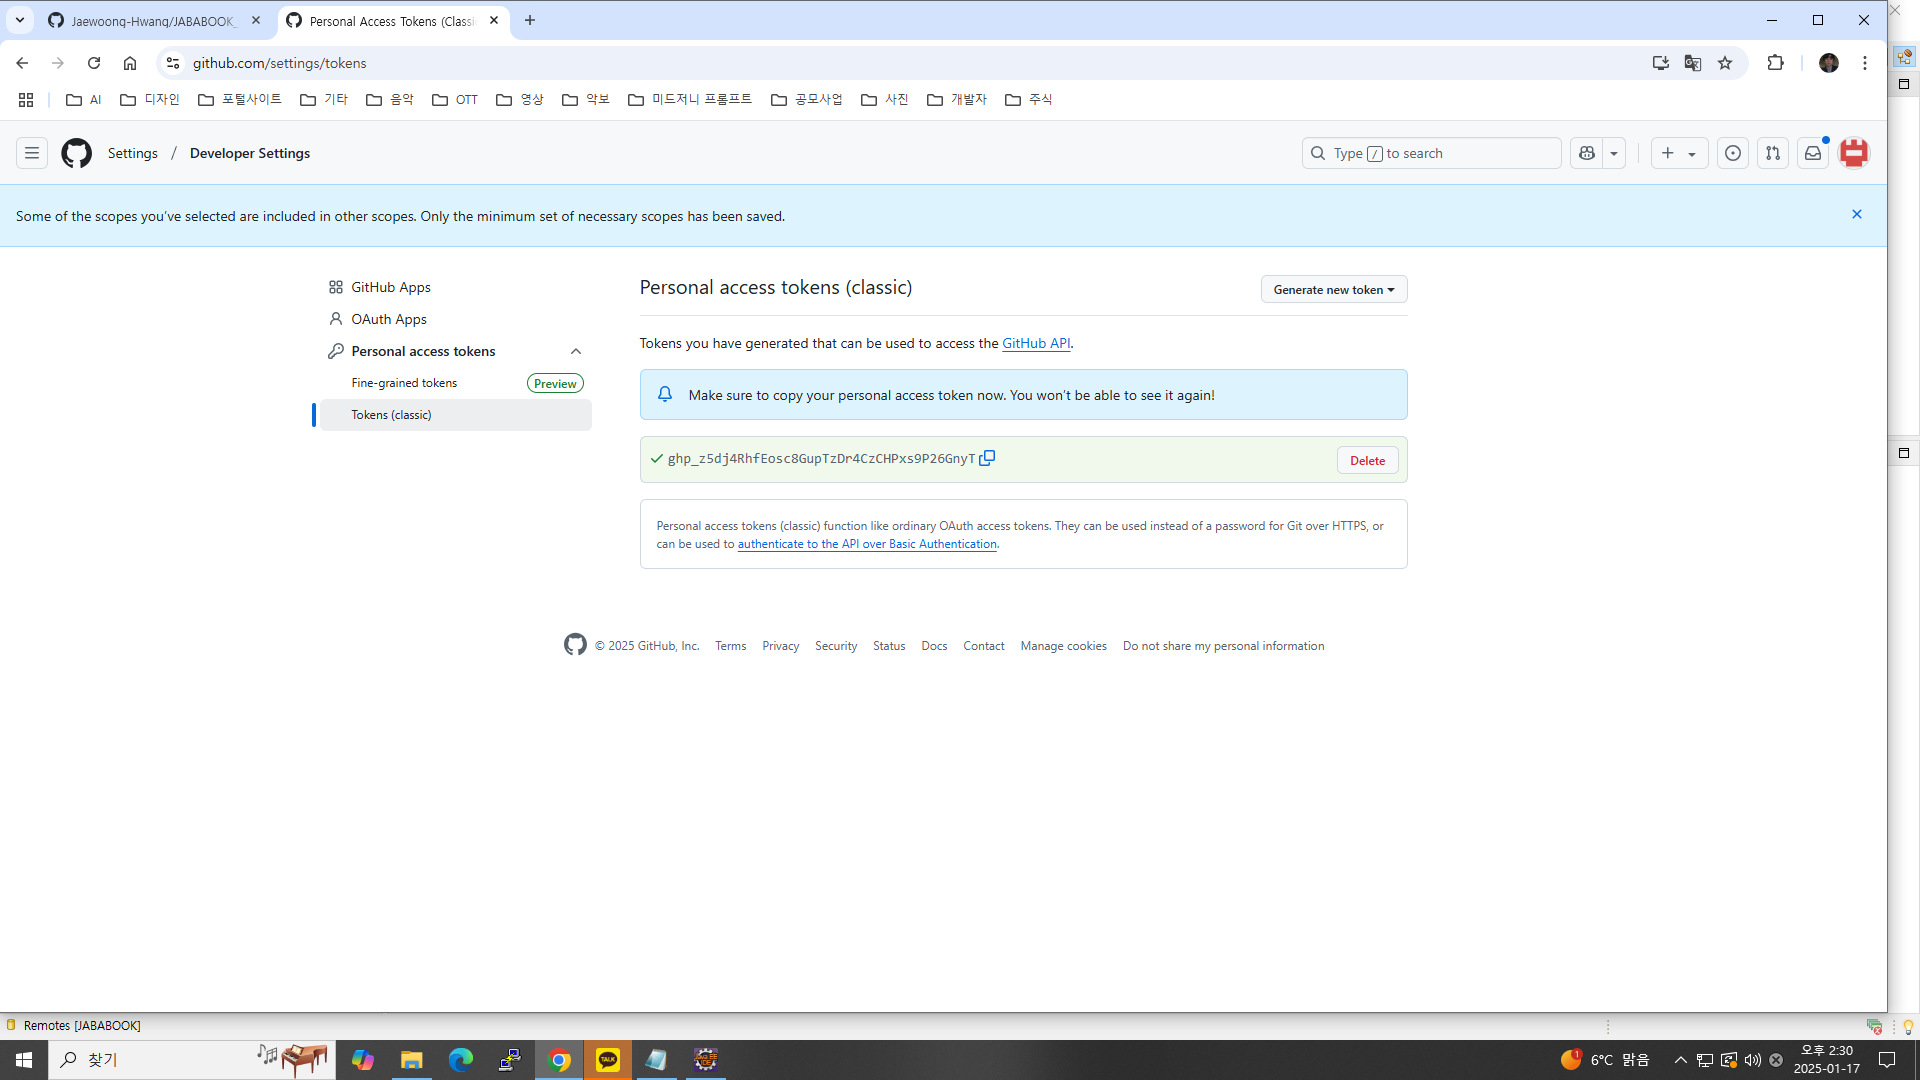 Jaewoong-Hwang/JABABOOK_
Personal Access Tokens (Classi
github.com/settings/tokens
AI
디자인
포털사이트
기타
음악
OTT
영상
악보
미드저니 프롬프트
공모사업
사진
개발자
주식
Settings / Developer Settings
Type / to search
Some of the scopes you've selected are included in other scopes. Only the minimum set of necessary scopes has been saved.
GitHub Apps
OAuth Apps
Personal access tokens
Fine-grained tokens
Preview
Tokens (classic)
Personal access tokens (classic)
Generate new token
Tokens you have generated that can be used to access the GitHub API.
Make sure to copy your personal access token now. You won't be able to see it again!
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
Delete
Personal access tokens (classic) function like ordinary OAuth access tokens. They can be used instead of a password for Git over HTTPS, or
can be used to authenticate to the API over Basic Authentication.
© 2025 GitHub, Inc.
Terms
Privacy
Security
Status
Docs
Contact
Manage cookies
Do not share my personal information
Remotes [JABABOOK]
찾기
TALK
1
6°C 맑음
오후 2:30
2025-01-17